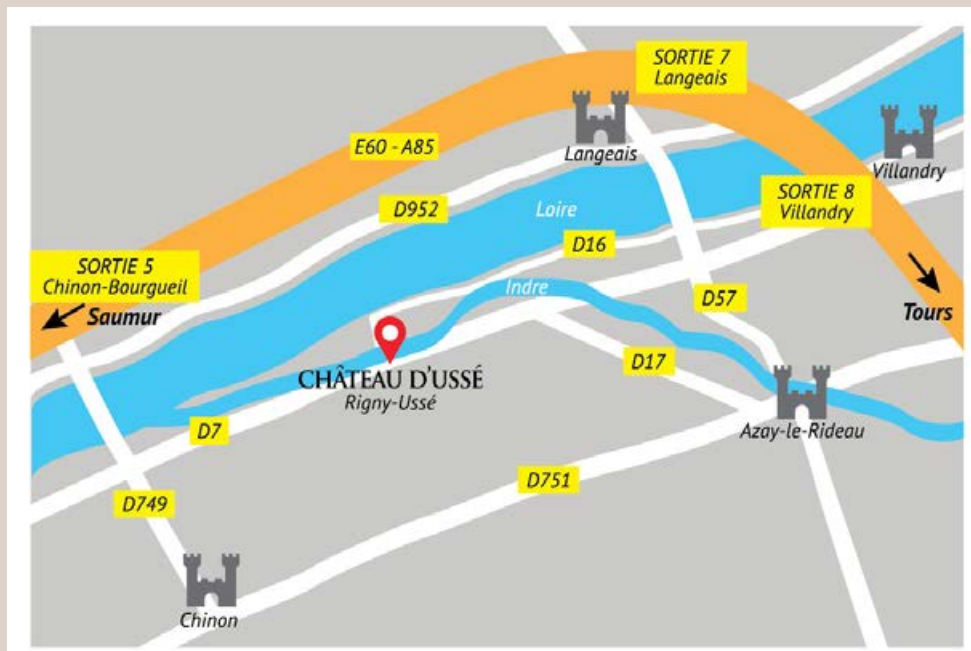 SORTIE 7
Langeais
E60 - A85
Langeais
Villandry
D952
Loire
SORTIE 8
Villandry
D16
SORTIE 5
Chinon-Bourgueil
Indre
D57
Saumur
Tours
D17
CHÂTEAU D'USSÉ
Rigny-Ussé
D7
Azay-le-Rideau
D751
D749
Chinon